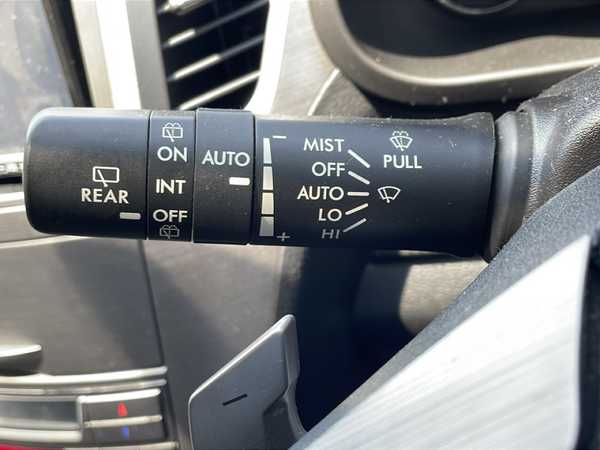 REAR
ON
INT
OFF
AUTO
−
+
MIST
OFF
AUTO
LO
HI
PULL
−